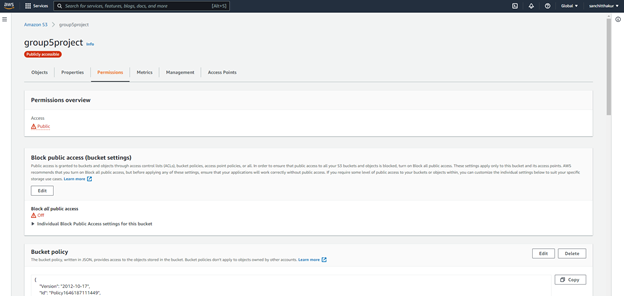 aws
Services
Search for services, features, blogs, docs, and more
[Alt+S]
Global
sanchitthakur
Amazon S3
group5project
group5project
Info
Publicly accessible
Objects
Properties
Permissions
Metrics
Management
Access Points
Permissions overview
Access
Public
Block public access (bucket settings)
Public access is granted to buckets and objects through access control lists (ACLs), bucket policies, access point policies, or all. In order to ensure that public access to all your S3 buckets and objects is blocked, turn on Block all public access. These settings apply only to this bucket and its access points. AWS
recommends that you turn on Block all public access, but before applying any of these settings, ensure that your applications will work correctly without public access. If you require some level of public access to your buckets or objects within, you can customize the individual settings below to suit your specific
storage use cases. Learn more
Edit
Block all public access
Off
Individual Block Public Access settings for this bucket
Bucket policy
The bucket policy, written in JSON, provides access to the objects stored in the bucket. Bucket policies don't apply to objects owned by other accounts. Learn more
Edit
Delete
{
"Version": "2012-10-17",
"Id": "Policy1646187111449",
Copy